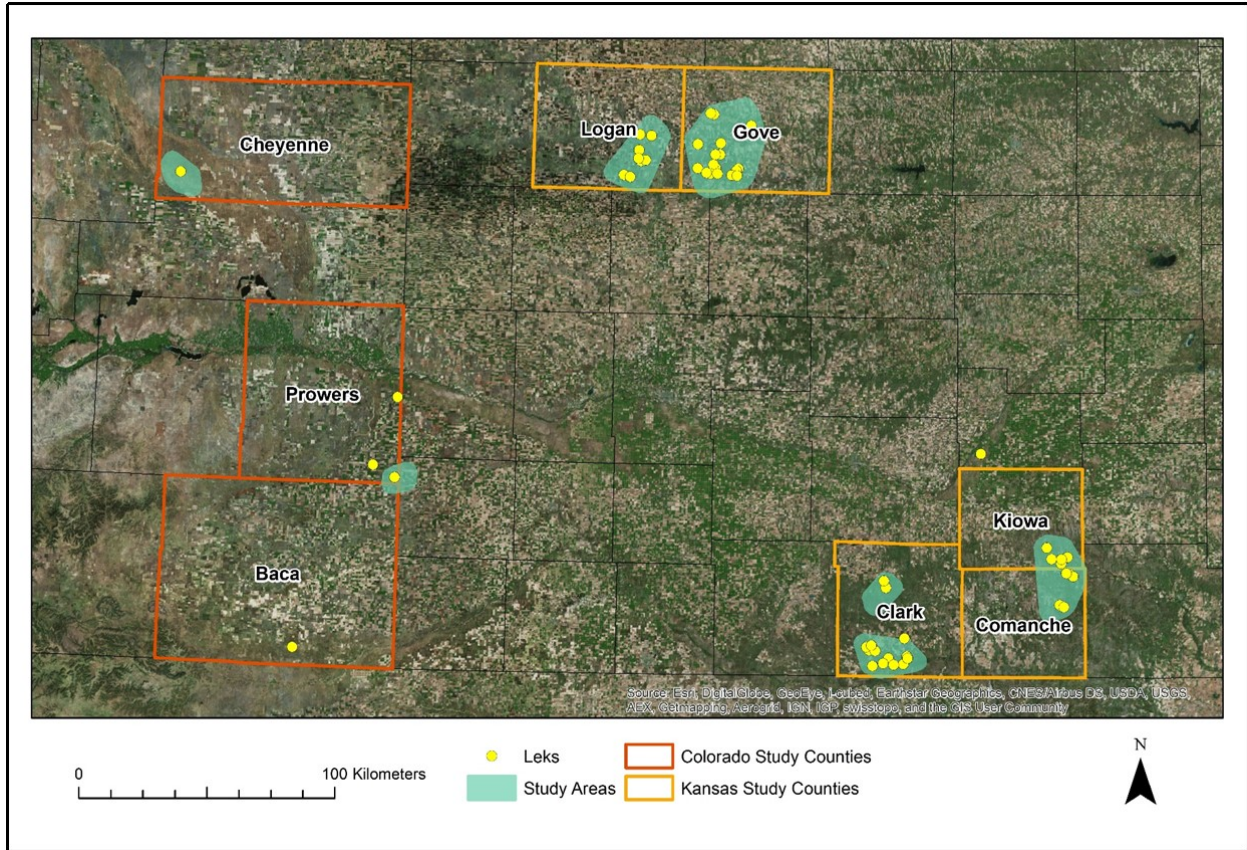 Cheyenne
Logan
Gove
Prowers
Kiowa
Baca
Clark
Comanche
Source: Esri, DigitalGlobe, GeoEye, i-cubed, Earthstar Geographics, CNES/Airbus DS, USDA, USGS,
AEX, Getmapping, Aerogrid, IGN, IGP, swisstopo, and the GIS User Community
0
100 Kilometers
Leks
Study Areas
Colorado Study Counties
Kansas Study Counties
N